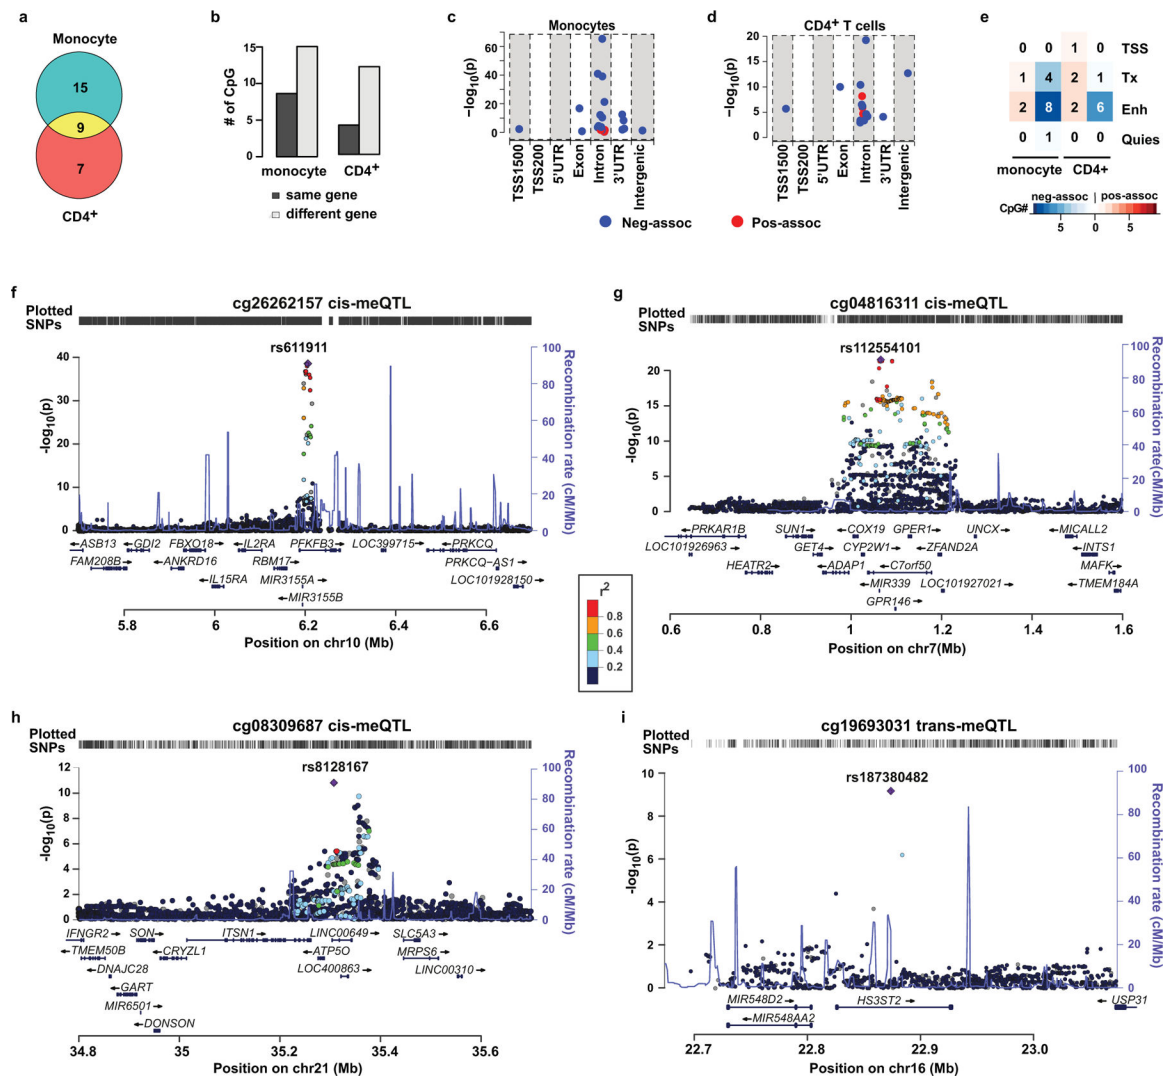 a
Monocyte
15
9
7
CD4+
b
# of CpG
15
10
5
0
monocyte
CD4+
same gene
different gene
c
Monocytes
−log10(p)
60
40
20
10
0
TSS1500
TSS200
5'UTR
Exon
Intron
3'UTR
Intergenic
d
CD4+ T cells
−log10(p)
20
15
10
5
0
TSS1500
TSS200
5'UTR
Exon
Intron
3'UTR
Intergenic
Neg-assoc
Pos-assoc
e
0 0 1 0 TSS
1 4 2 1 Tx
2 8 2 6 Enh
0 1 0 0 Quies
monocyte CD4+
neg-assoc | pos-assoc
CpG#
5 0 5
f
cg26262157 cis-meQTL
Plotted
SNPs
rs611911
-log10(p)
40
30
20
10
0
Recombination rate (cM/Mb)
100
80
60
40
20
0
ASB13 GDI2 FBXO18 IL2RA PFKFB3 LOC399715 PRKCQ
FAM208B ANKRD16 RBM17 PRKCQ-AS1
IL15RA MIR3155A LOC101928150
MIR3155B
5.8 6 6.2 6.4 6.6
Position on chr10 (Mb)
g
cg04816311 cis-meQTL
Plotted
SNPs
rs112554101
-log10(p)
20
15
10
5
0
Recombination rate(cM/Mb)
100
80
60
40
20
0
PRKAR1B SUN1 COX19 GPER1 UNCX MICALL2
LOC101926963 GET4 CYP2W1 ZFAND2A INTS1
HEATR2 ADAP1 C7orf50 MAFK
MIR339 LOC101927021 TMEM184A
GPR146
0.6 0.8 1 1.2 1.4 1.6
Position on chr7(Mb)
r2
0.8
0.6
0.4
0.2
h
cg08309687 cis-meQTL
Plotted
SNPs
rs8128167
-log10(p)
12
10
8
6
4
2
0
Recombination rate (cM/Mb)
100
80
60
40
20
0
IFNGR2 SON ITSN1 LINC00649 SLC5A3
TMEM50B CRYZL1 ATP5O MRPS6
DNAJC28 LOC400863 LINC00310
GART
MIR6501
DONSON
34.8 35 35.2 35.4 35.6
Position on chr21 (Mb)
i
cg19693031 trans-meQTL
Plotted
SNPs
rs187380482
-log10(p)
10
8
6
4
2
0
Recombination rate (cM/Mb)
100
80
60
40
20
0
MIR548D2 HS3ST2 USP31
MIR548AA2
22.7 22.8 22.9 23.0
Position on chr16 (Mb)